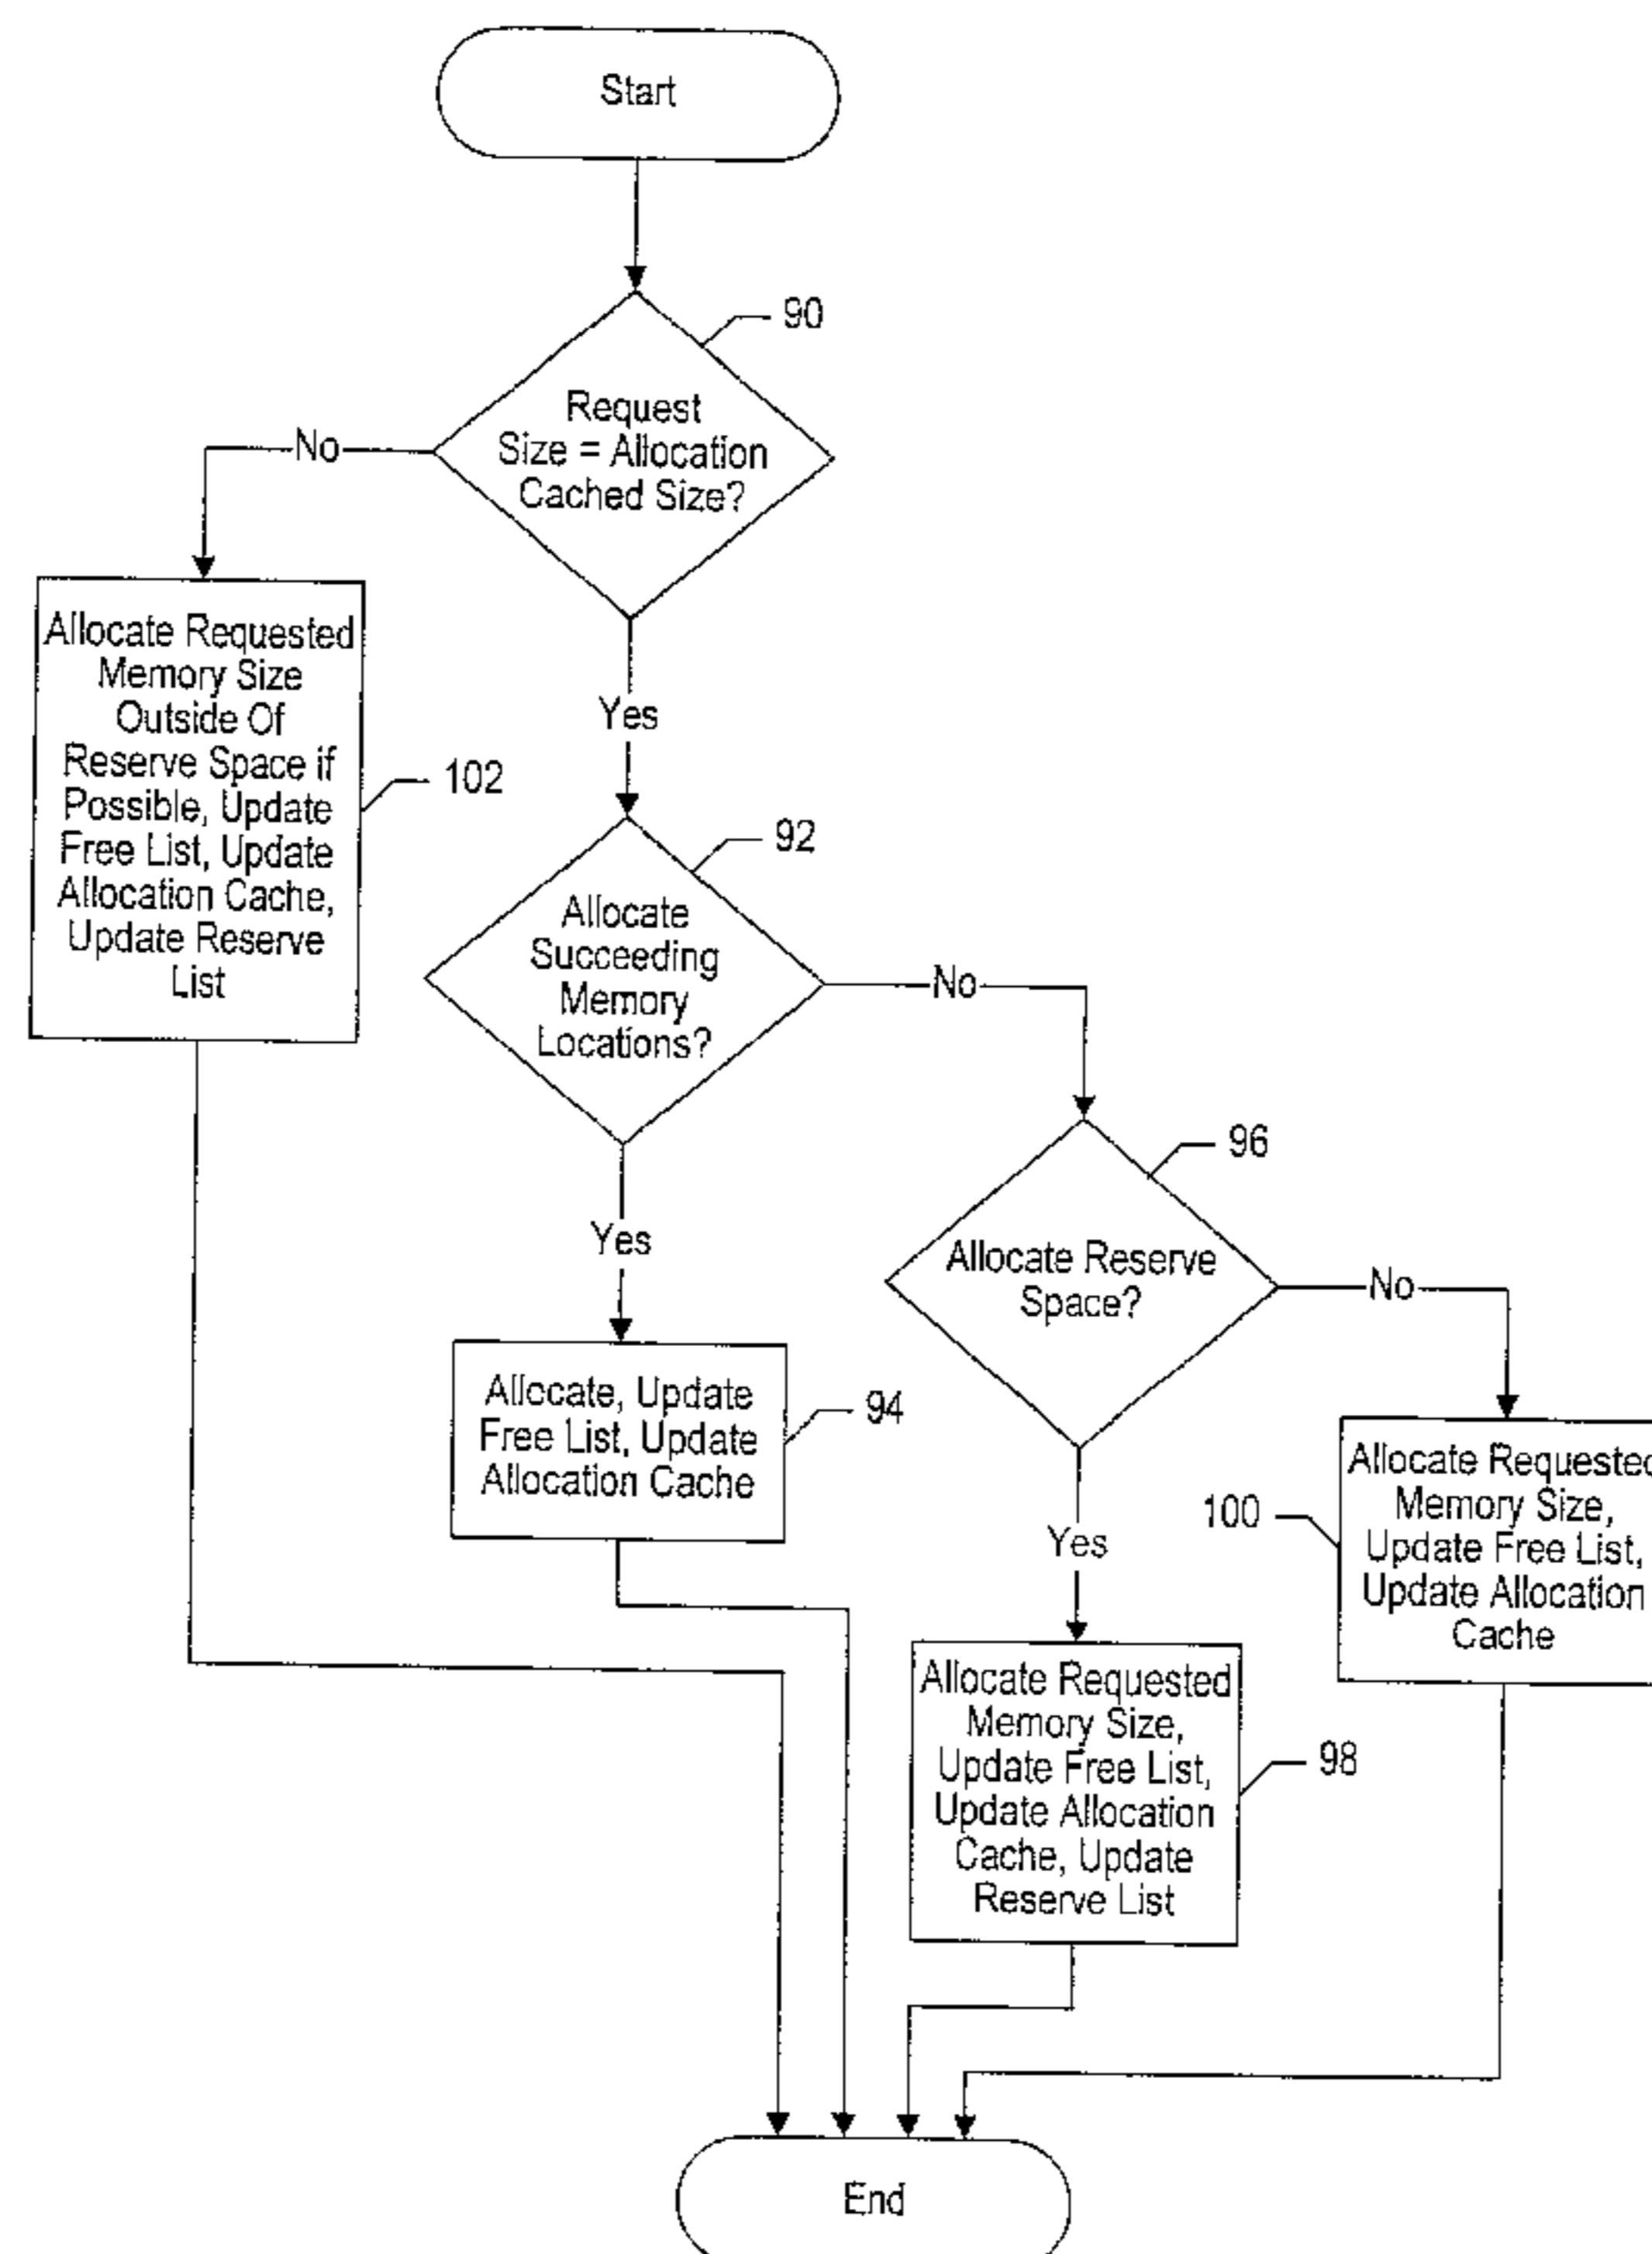 Start
90
Request
Size = Allocation
Cached Size?
No
Yes
Allocate Requested
Memory Size
Outside Of
Reserve Space if
Possible, Update
Free List, Update
Allocation Cache,
Update Reserve
List
102
92
Allocate
Succeeding
Memory
Locations?
No
Yes
96
Allocate Reserve
Space?
No
Yes
Allocate, Update
Free List, Update
Allocation Cache
94
100
Allocate Requested
Memory Size,
Update Free List,
Update Allocation
Cache
Allocate Requested
Memory Size,
Update Free List,
Update Allocation
Cache, Update
Reserve List
98
End